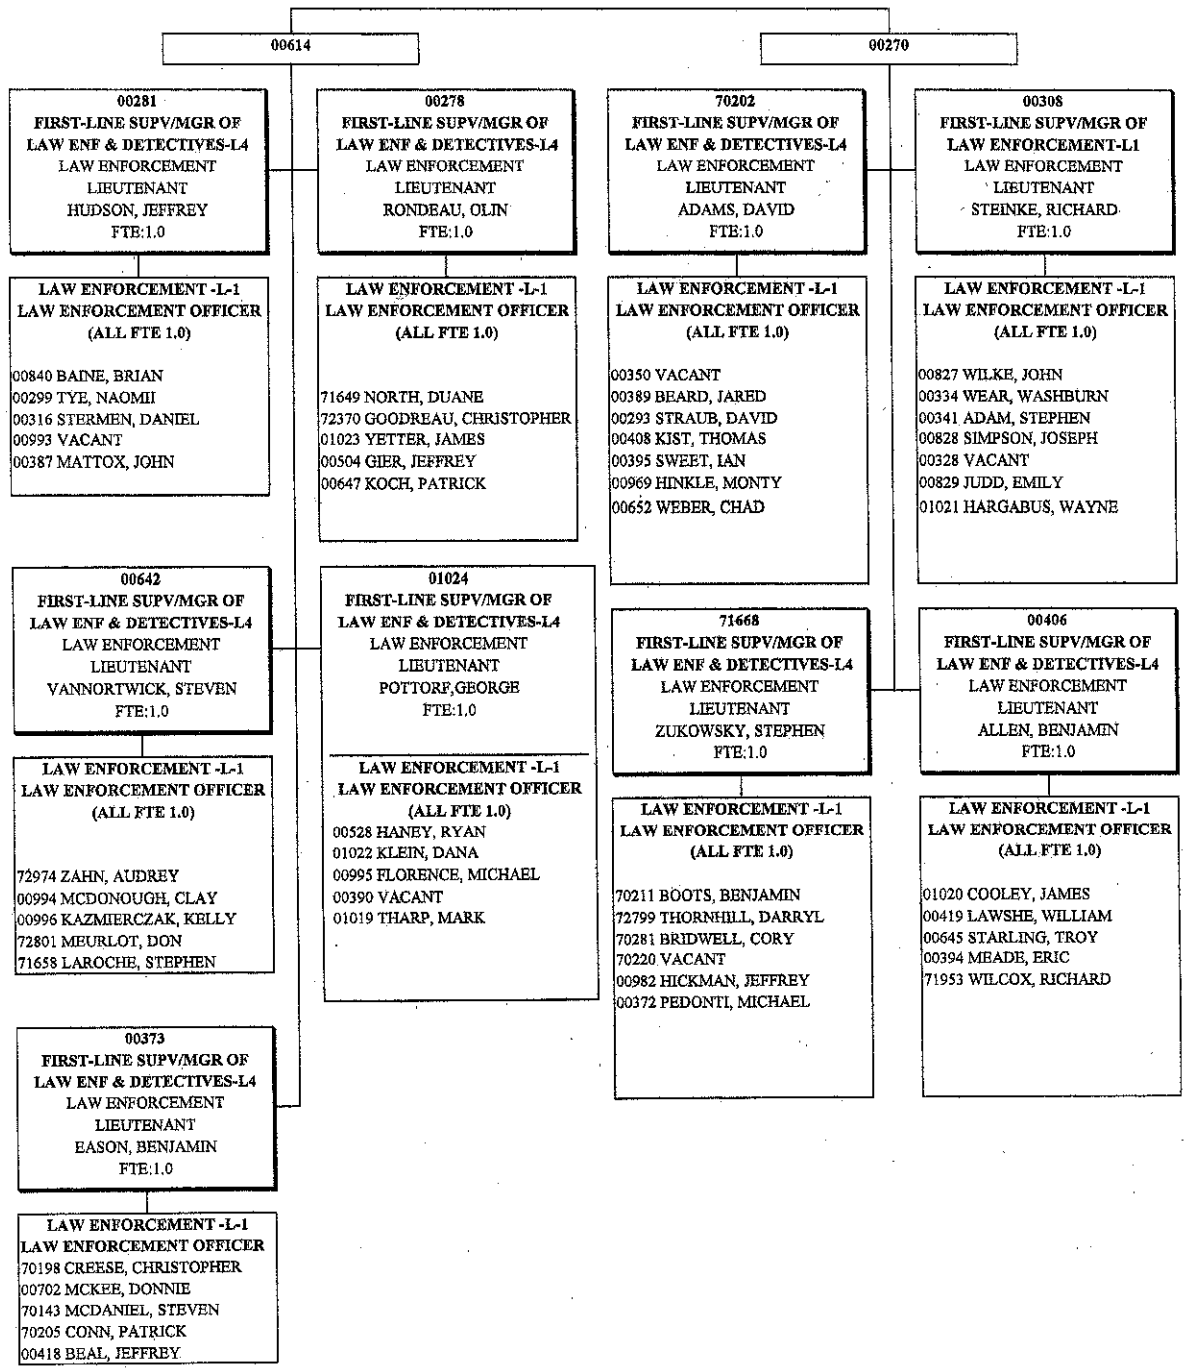 00614
00270
00281
FIRST-LINE SUPV/MGR OF
LAW ENF & DETECTIVES-L4
LAW ENFORCEMENT
LIEUTENANT
HUDSON, JEFFREY
FTE:1.0
00278
FIRST-LINE SUPV/MGR OF
LAW ENF & DETECTIVES-L4
LAW ENFORCEMENT
LIEUTENANT
RONDEAU, OLIN
FTE:1.0
70202
FIRST-LINE SUPV/MGR OF
LAW ENF & DETECTIVES-L4
LAW ENFORCEMENT
LIEUTENANT
ADAMS, DAVID
FTE:1.0
00308
FIRST-LINE SUPV/MGR OF
LAW ENFORCEMENT-L1
LAW ENFORCEMENT
LIEUTENANT
STEINKE, RICHARD
FTE:1.0
LAW ENFORCEMENT -L-1
LAW ENFORCEMENT OFFICER
(ALL FTE 1.0)
00840 BAINE, BRIAN
00299 TYE, NAOMII
00316 STERMEN, DANIEL
00993 VACANT
00387 MATTOX, JOHN
LAW ENFORCEMENT -L-1
LAW ENFORCEMENT OFFICER
(ALL FTE 1.0)
71649 NORTH, DUANE
72370 GOODREAU, CHRISTOPHER
01023 YETTER, JAMES
00504 GIER, JEFFREY
00647 KOCH, PATRICK
LAW ENFORCEMENT -L-1
LAW ENFORCEMENT OFFICER
(ALL FTE 1.0)
00350 VACANT
00389 BEARD, JARED
00293 STRAUB, DAVID
00408 KIST, THOMAS
00395 SWEET, IAN
00969 HINKLE, MONTY
00652 WEBER, CHAD
LAW ENFORCEMENT -L-1
LAW ENFORCEMENT OFFICER
(ALL FTE 1.0)
00827 WILKE, JOHN
00334 WEAR, WASHBURN
00341 ADAM, STEPHEN
00828 SIMPSON, JOSEPH
00328 VACANT
00829 JUDD, EMILY
01021 HARGABUS, WAYNE
00642
FIRST-LINE SUPV/MGR OF
LAW ENF & DETECTIVES-L4
LAW ENFORCEMENT
LIEUTENANT
VANNORTWICK, STEVEN
FTE:1.0
01024
FIRST-LINE SUPV/MGR OF
LAW ENF & DETECTIVES-L4
LAW ENFORCEMENT
LIEUTENANT
POTTORF,GEORGE
FTE:1.0
71668
FIRST-LINE SUPV/MGR OF
LAW ENF & DETECTIVES-L4
LAW ENFORCEMENT
LIEUTENANT
ZUKOWSKY, STEPHEN
FTE:1.0
00406
FIRST-LINE SUPV/MGR OF
LAW ENF & DETECTIVES-L4
LAW ENFORCEMENT
LIEUTENANT
ALLEN, BENJAMIN
FTE:1.0
LAW ENFORCEMENT -L-1
LAW ENFORCEMENT OFFICER
(ALL FTE 1.0)
72974 ZAHN, AUDREY
00994 MCDONOUGH, CLAY
00996 KAZMIERCZAK, KELLY
72801 MEURLOT, DON
71658 LAROCHE, STEPHEN
LAW ENFORCEMENT -L-1
LAW ENFORCEMENT OFFICER
(ALL FTE 1.0)
00528 HANEY, RYAN
01022 KLEIN, DANA
00995 FLORENCE, MICHAEL
00390 VACANT
01019 THARP, MARK
LAW ENFORCEMENT -L-1
LAW ENFORCEMENT OFFICER
(ALL FTE 1.0)
70211 BOOTS, BENJAMIN
72799 THORNHILL, DARRYL
70281 BRIDWELL, CORY
70220 VACANT
00982 HICKMAN, JEFFREY
00372 PEDONTI, MICHAEL
LAW ENFORCEMENT -L-1
LAW ENFORCEMENT OFFICER
(ALL FTE 1.0)
01020 COOLEY, JAMES
00419 LAWSHE, WILLIAM
00645 STARLING, TROY
00394 MEADE, ERIC
71953 WILCOX, RICHARD
00373
FIRST-LINE SUPV/MGR OF
LAW ENF & DETECTIVES-L4
LAW ENFORCEMENT
LIEUTENANT
EASON, BENJAMIN
FTE:1.0
LAW ENFORCEMENT -L-1
LAW ENFORCEMENT OFFICER
70198 CREESE, CHRISTOPHER
00702 MCKEE, DONNIE
70143 MCDANIEL, STEVEN
70205 CONN, PATRICK
00418 BEAL, JEFFREY